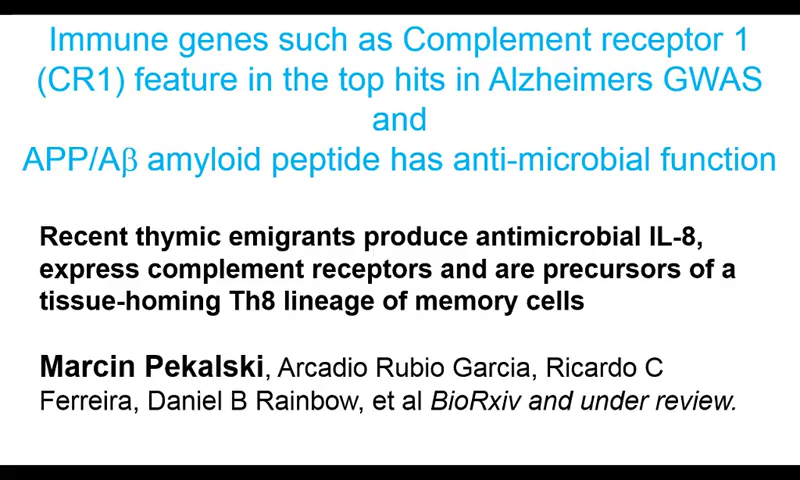 Immune genes such as Complement receptor 1
(CR1) feature in the top hits in Alzheimers GWAS
and
APP/Aβ amyloid peptide has anti-microbial function
Recent thymic emigrants produce antimicrobial IL-8,
express complement receptors and are precursors of a
tissue-homing Th8 lineage of memory cells
Marcin Pekalski, Arcadio Rubio Garcia, Ricardo C
Ferreira, Daniel B Rainbow, et al BioRxiv and under review.